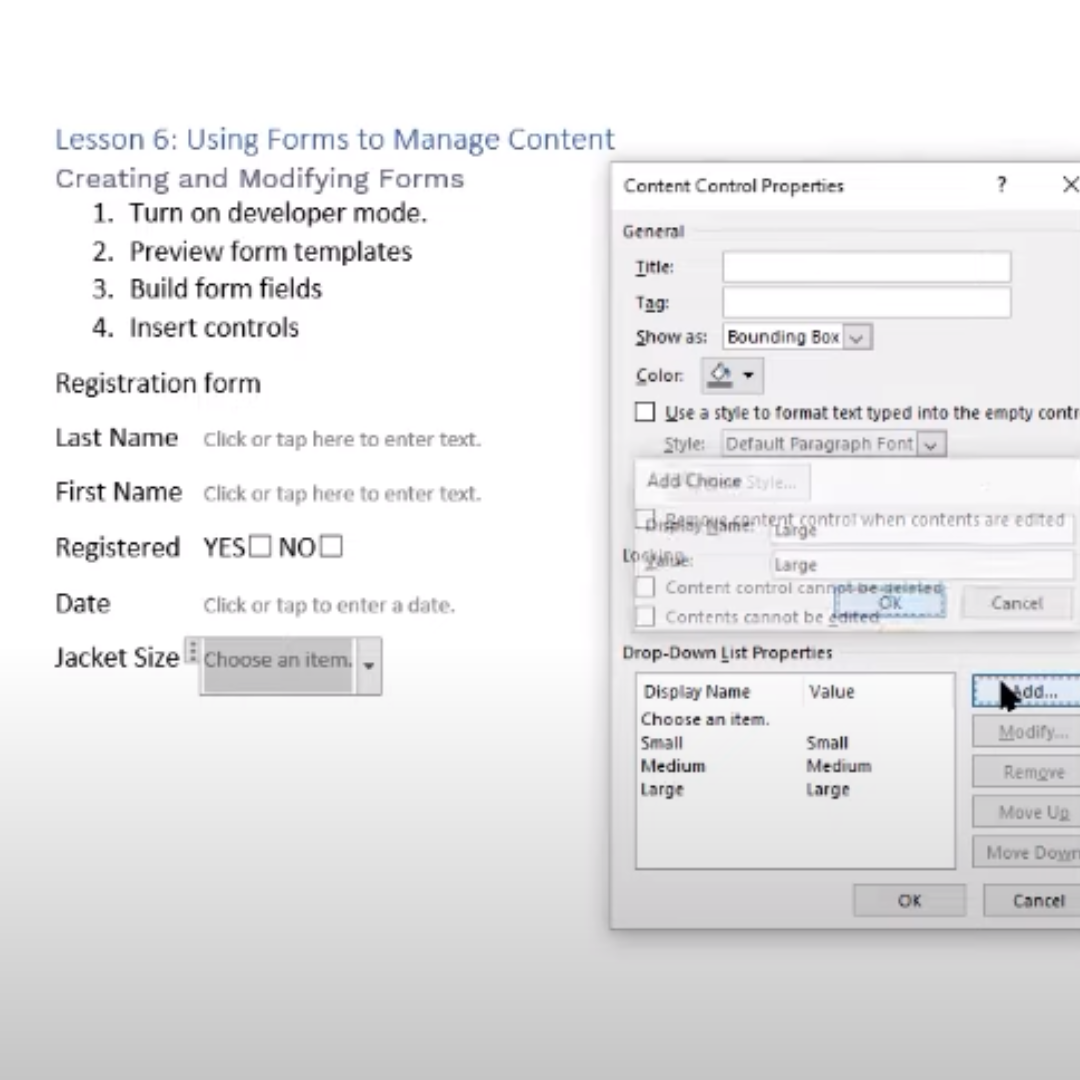 Lesson 6: Using Forms to Manage Content
Creating and Modifying Forms
1. Turn on developer mode.
2. Preview form templates
3. Build form fields
4. Insert controls
Registration form
Last Name Click or tap here to enter text.
First Name Click or tap here to enter text.
Registered YES☐ NO☐
Date Click or tap to enter a date.
Jacket Size Choose an item.
Content Control Properties ?
General
Title:
Tag:
Show as: Bounding Box
Color:
Use a style to format text typed into the empty contr
Style: Default Paragraph Font
Add Choice Style...
Remove content control when contents are edited
Display Name: Large
Locking
Value: Large
Content control cannot be deleted
OK Cancel
Contents cannot be edited
Drop-Down List Properties
Display Name Value Add...
Choose an item. Modify...
Small Small
Medium Medium Remove
Large Large Move Up
Move Down
OK Cancel